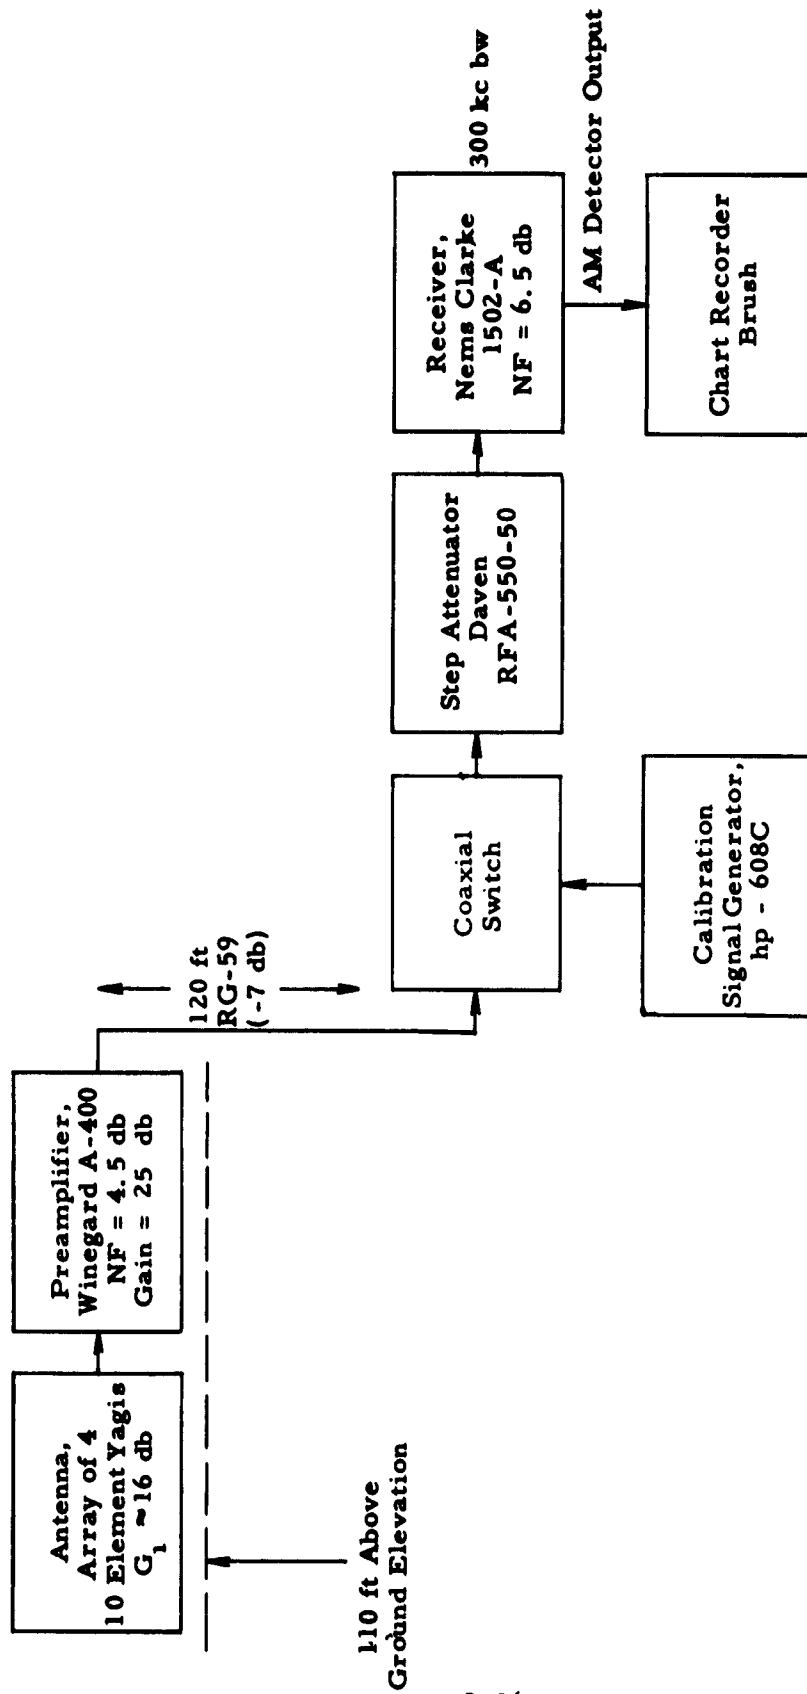 Antenna,
Array of 4
10 Element Yagis
G₁ ≈16 db
Preamplifier,
Winegard A-400
NF = 4.5 db
Gain = 25 db
110 ft Above
Ground Elevation
120 ft
RG-59
(-7 db)
Coaxial
Switch
Calibration
Signal Generator,
hp - 608C
Step Attenuator
Daven
RFA-550-50
Receiver,
Nems Clarke
1502-A
NF = 6.5 db
300 kc bw
AM Detector Output
Chart Recorder
Brush